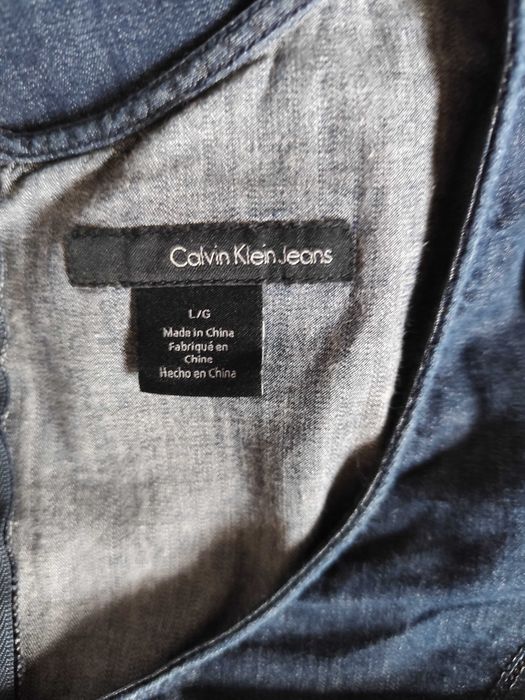 Calvin Klein Jeans
L/G
Made in China
Fabriqué en
Chine
Hecho en China